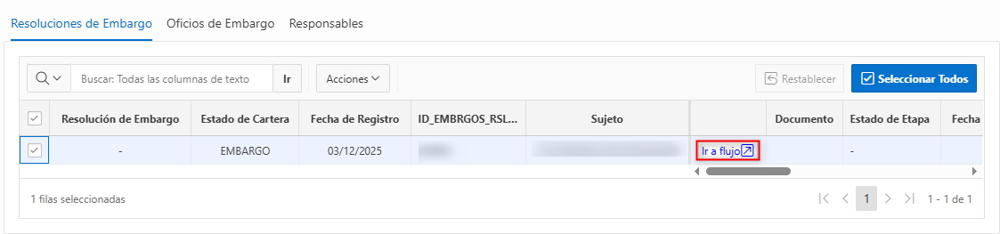 Resoluciones de Embargo Oficios de Embargo Responsables
Buscar: Todas las columnas de texto Ir Acciones Restablecer Seleccionar Todos
Resolución de Embargo Estado de Cartera Fecha de Registro ID_EMBRGOS_RSL... Sujeto Documento Estado de Etapa Fecha
- EMBARGO 03/12/2025 Ir a flujo -
1 filas seleccionadas 1 1 - 1 de 1